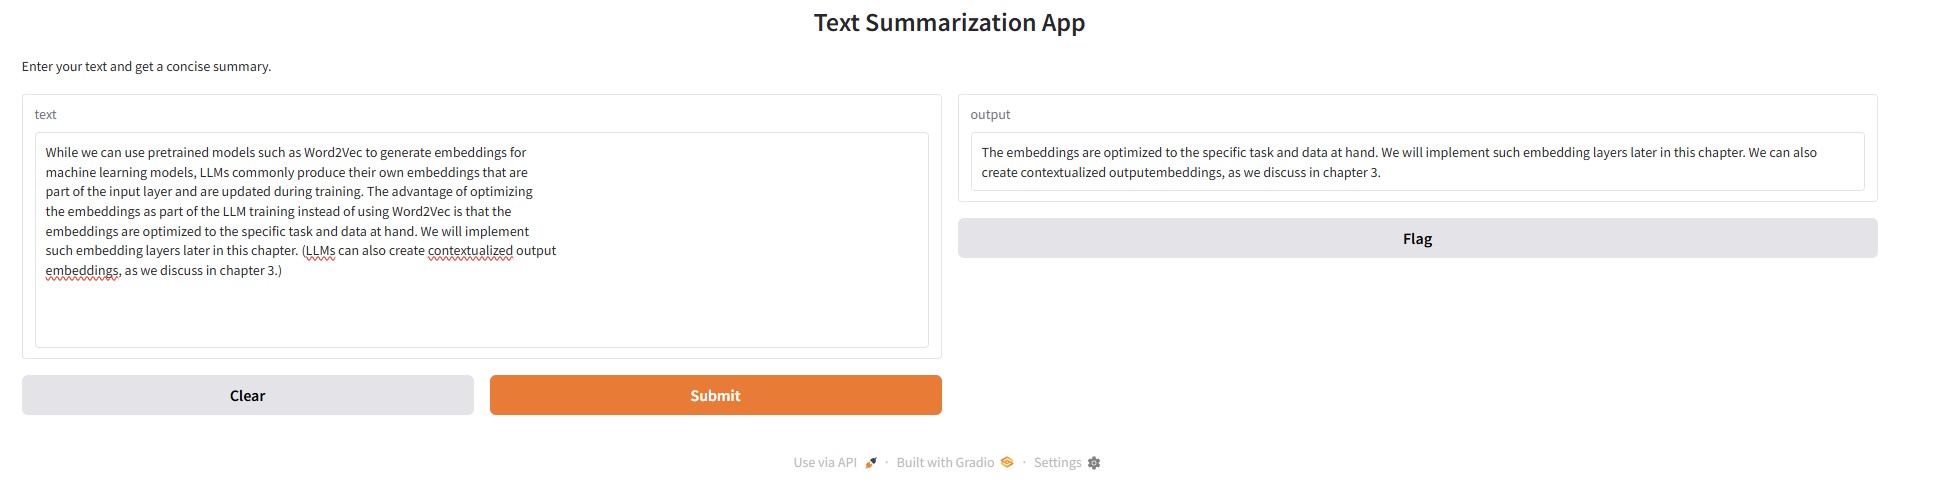 Text Summarization App
Enter your text and get a concise summary.
text
While we can use pretrained models such as Word2Vec to generate embeddings for
machine learning models, LLMs commonly produce their own embeddings that are
part of the input layer and are updated during training. The advantage of optimizing
the embeddings as part of the LLM training instead of using Word2Vec is that the
embeddings are optimized to the specific task and data at hand. We will implement
such embedding layers later in this chapter. (LLMs can also create contextualized output
embeddings, as we discuss in chapter 3.)
Clear
Submit
output
The embeddings are optimized to the specific task and data at hand. We will implement such embedding layers later in this chapter. We can also
create contextualized outputembeddings, as we discuss in chapter 3.
Flag
Use via API · Built with Gradio · Settings